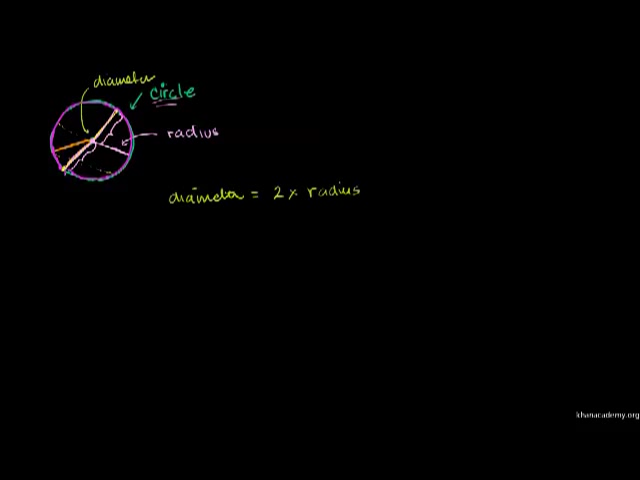 diameter
circle
radius
diameter = 2 x radius
khanacademy.org